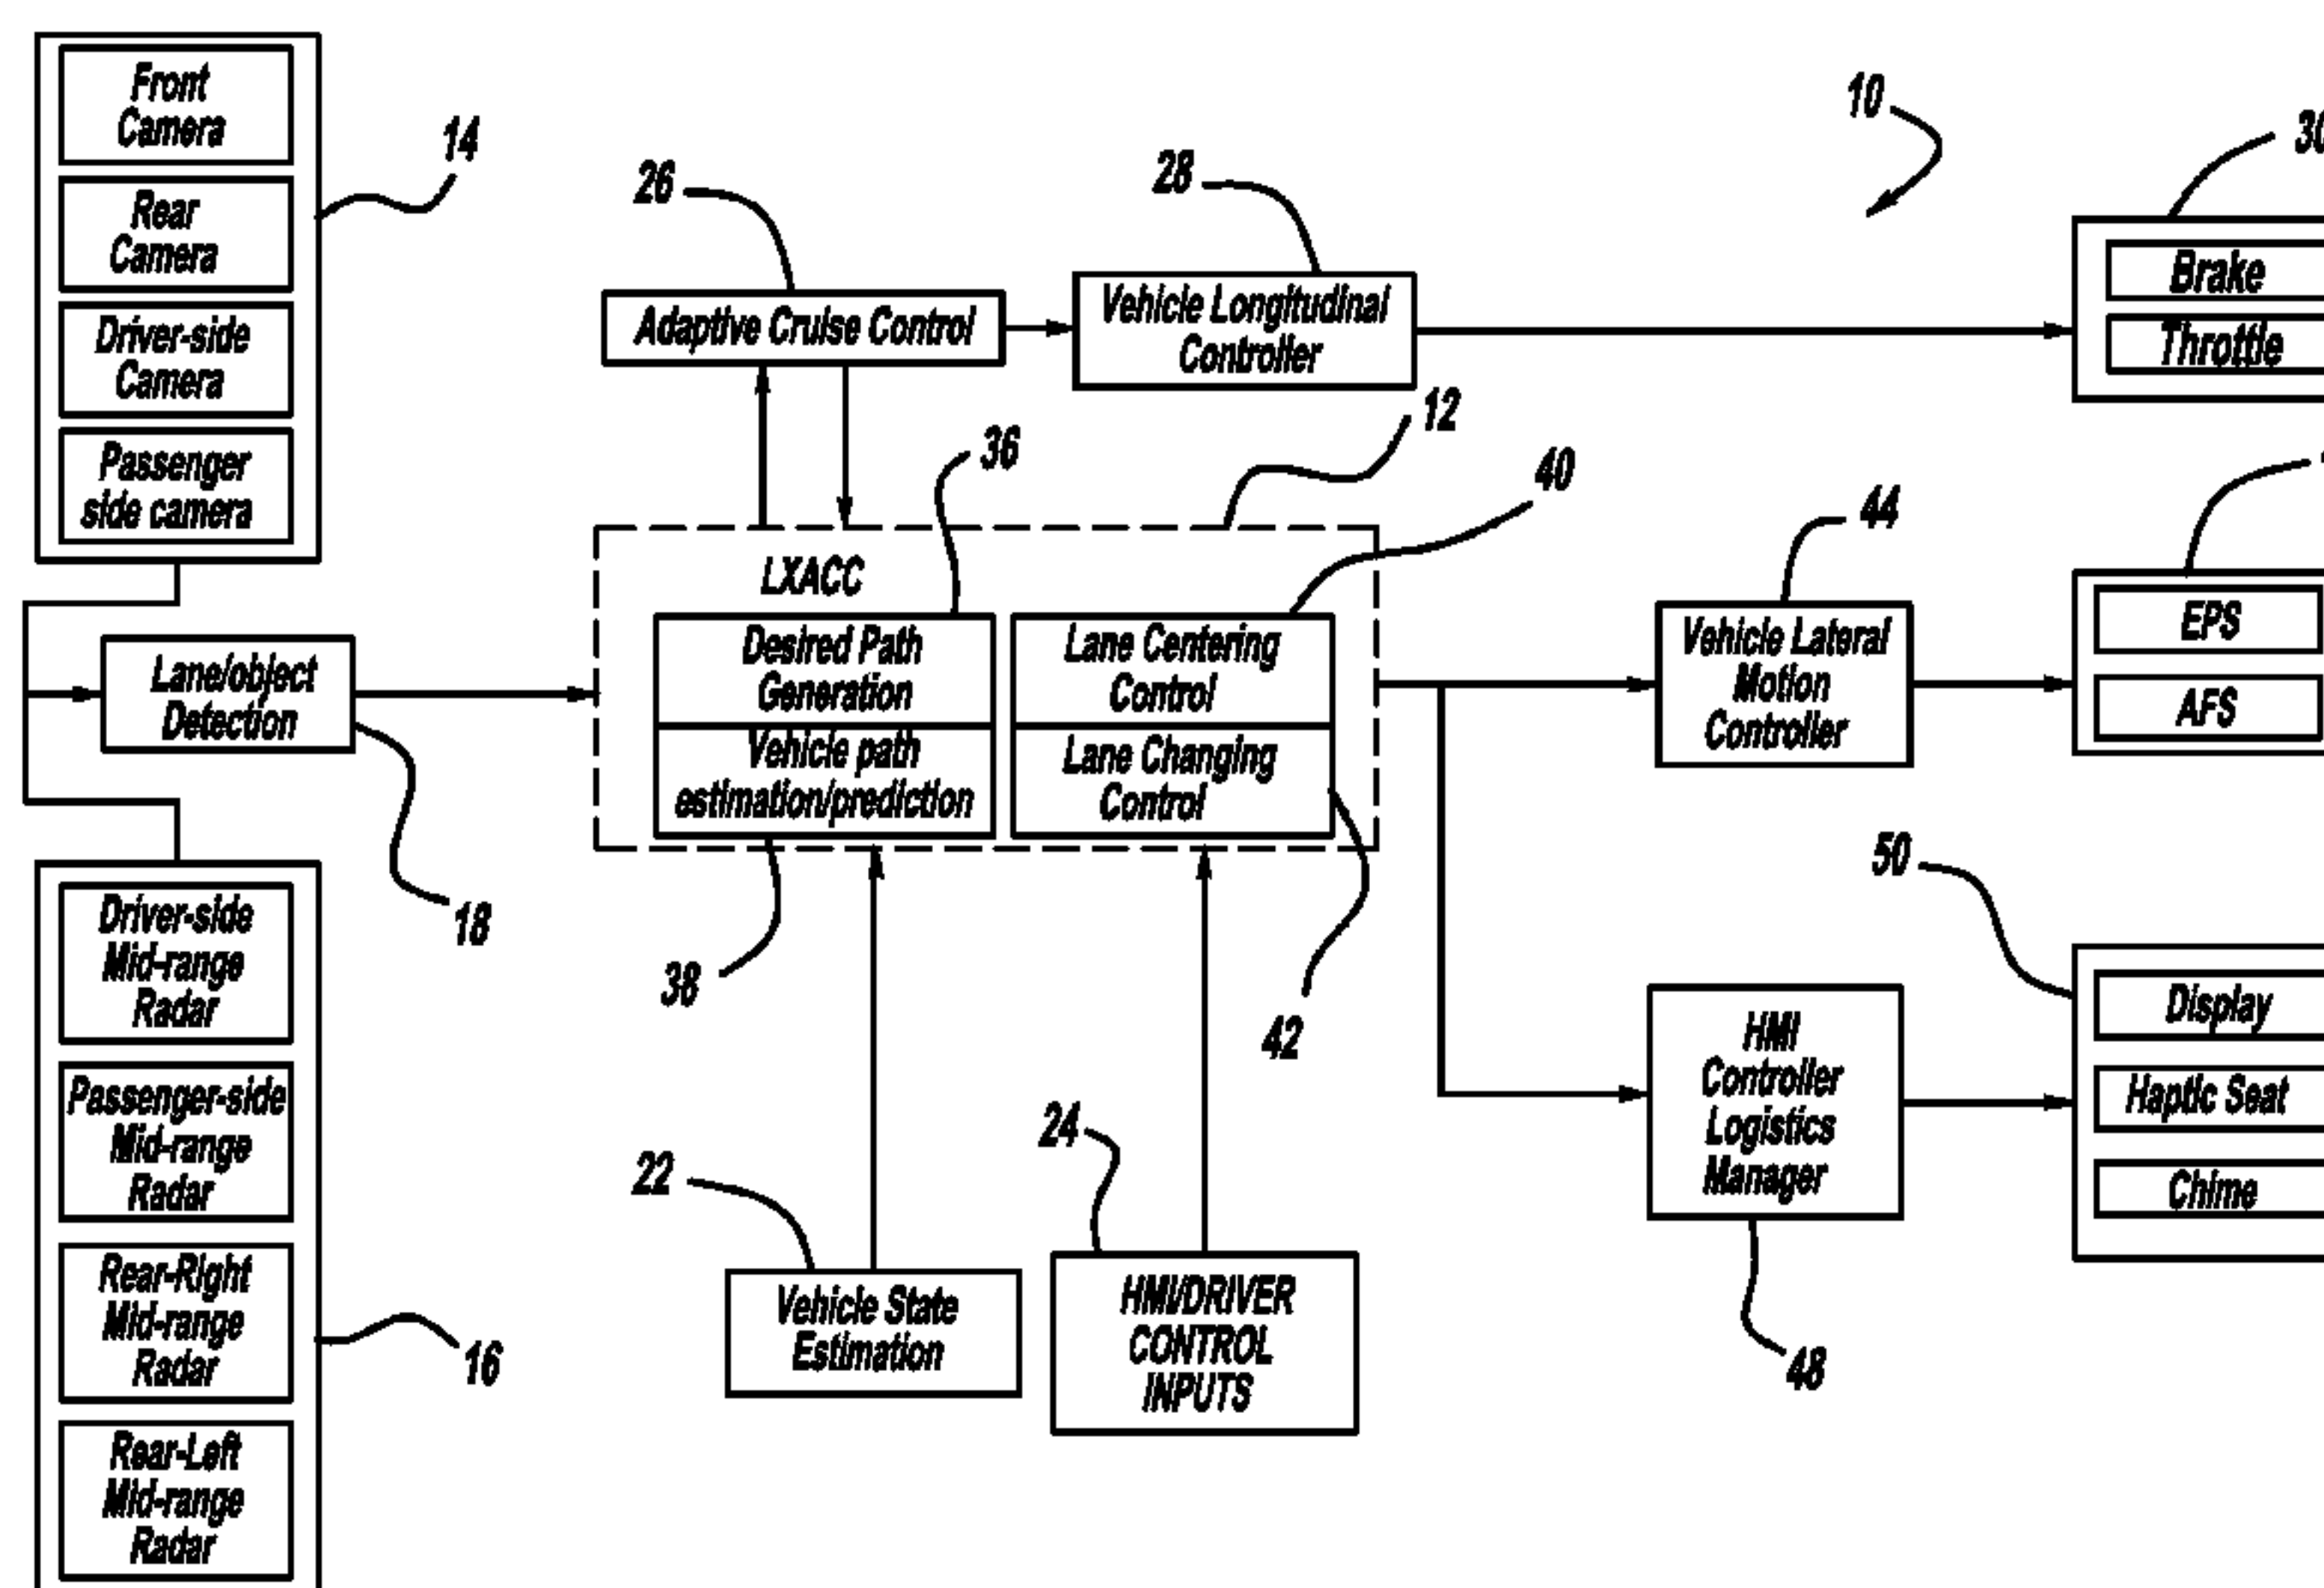 Front
Camera
Rear
Camera
Driver-side
Camera
Passenger
side camera
14
Lane/object
Detection
18
Driver-side
Mid-range
Radar
Passenger-side
Mid-range
Radar
Rear-Right
Mid-range
Radar
Rear-Left
Mid-range
Radar
16
26
Adaptive Cruise Control
28
Vehicle Longitudinal
Controller
10
30
Brake
Throttle
12
36
40
LXACC
Desired Path
Generation
Vehicle path
estimation/prediction
Lane Centering
Control
Lane Changing
Control
38
42
44
Vehicle Lateral
Motion
Controller
EPS
AFS
22
Vehicle State
Estimation
24
HMI/DRIVER
CONTROL
INPUTS
HMI
Controller
Logistics
Manager
48
50
Display
Haptic Seat
Chime